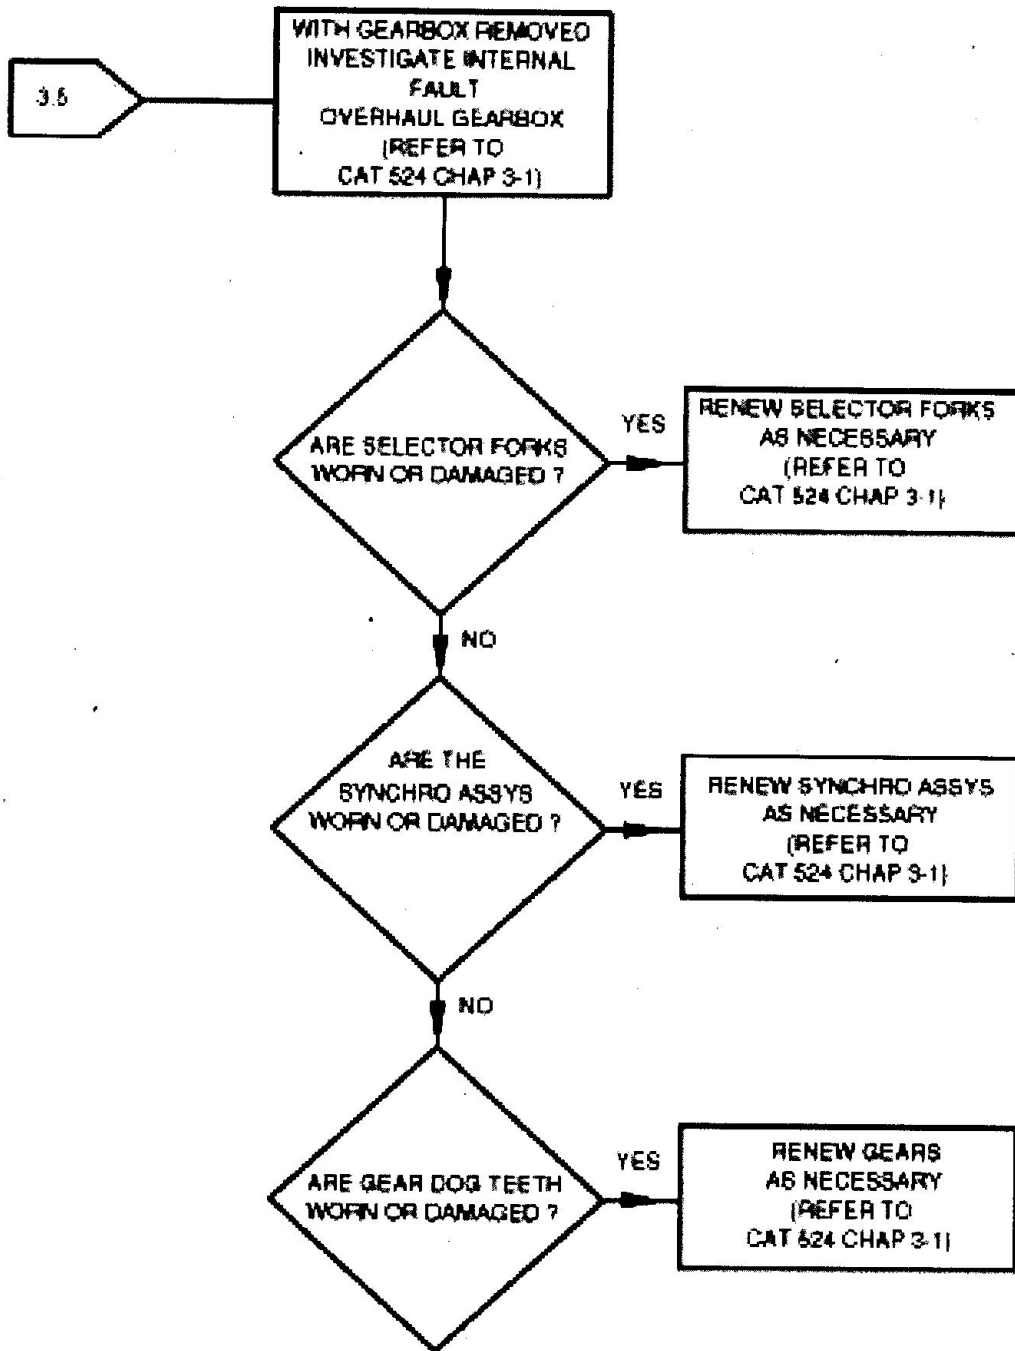 WITH GEARBOX REMOVED
INVESTIGATE INTERNAL
FAULT
OVERHAUL GEARBOX
(REFER TO
CAT 524 CHAP 3-1)
3.5
ARE SELECTOR FORKS
WORN OR DAMAGED ?
YES
RENEW SELECTOR FORKS
AS NECESSARY
(REFER TO
CAT 524 CHAP 3-1)
NO
ARE THE
SYNCHRO ASSYS
WORN OR DAMAGED ?
YES
RENEW SYNCHRO ASSYS
AS NECESSARY
(REFER TO
CAT 524 CHAP 3-1)
NO
ARE GEAR DOG TEETH
WORN OR DAMAGED ?
YES
RENEW GEARS
AS NECESSARY
(REFER TO
CAT 524 CHAP 3-1)